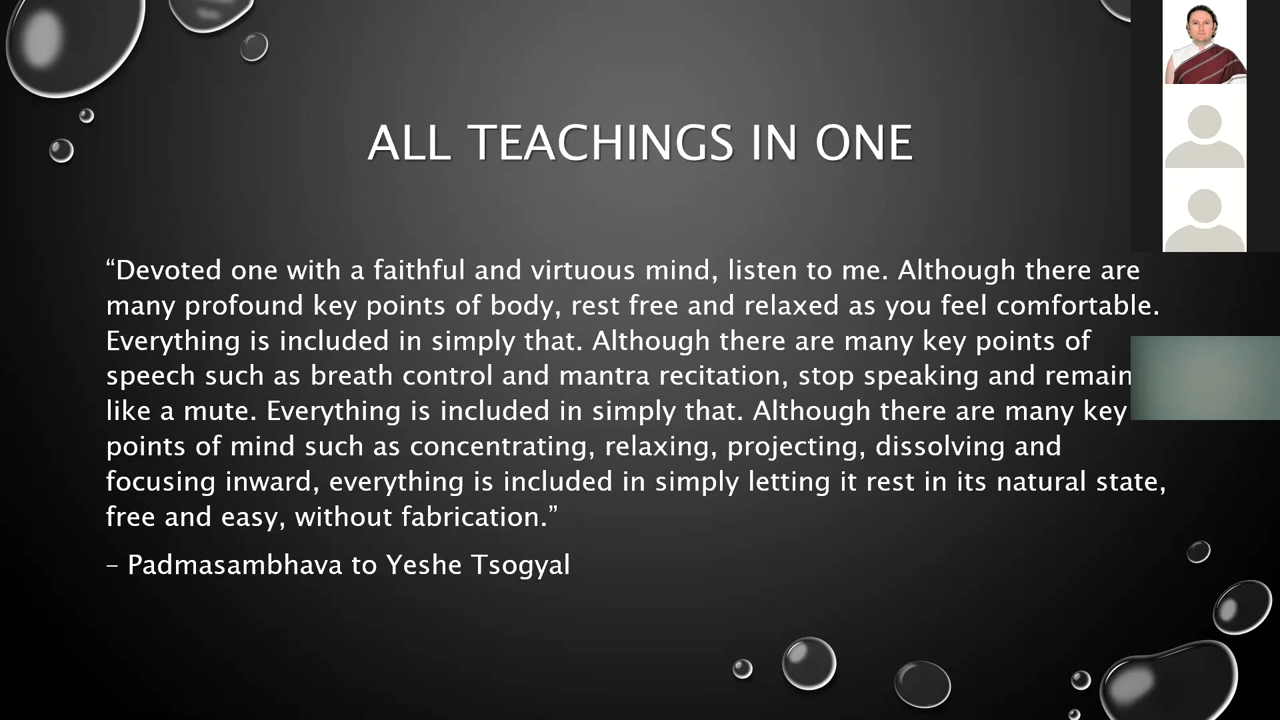 ALL TEACHINGS IN ONE
“Devoted one with a faithful and virtuous mind, listen to me. Although there are
many profound key points of body, rest free and relaxed as you feel comfortable.
Everything is included in simply that. Although there are many key points of
speech such as breath control and mantra recitation, stop speaking and remain
like a mute. Everything is included in simply that. Although there are many key
points of mind such as concentrating, relaxing, projecting, dissolving and
focusing inward, everything is included in simply letting it rest in its natural state,
free and easy, without fabrication.”
– Padmasambhava to Yeshe Tsogyal